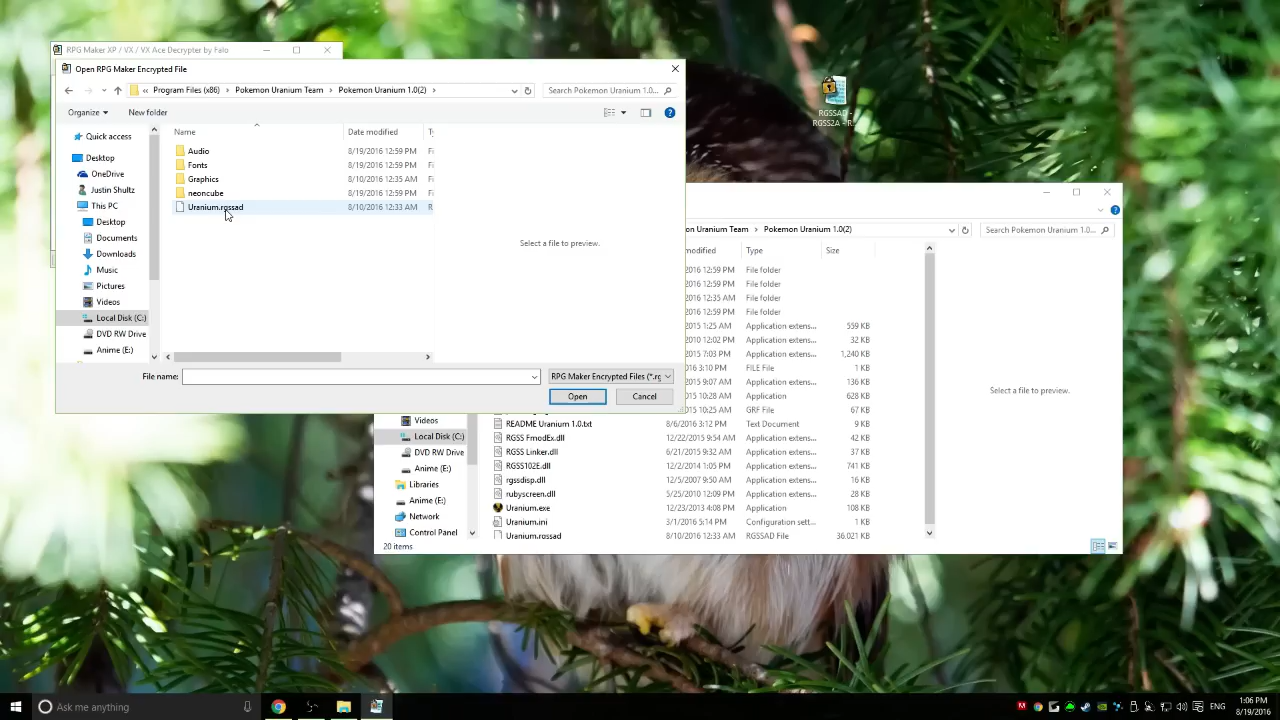 RPG Maker XP / VX / VX Ace Decrypter by Falo
Open RPG Maker Encrypted File
« Program Files (x86) > Pokemon Uranium Team > Pokemon Uranium 1.0(2) >
Search Pokemon Uranium 1.0...
Organize
New folder
Name
Date modified
Ty
Quick access
Desktop
OneDrive
Justin Shultz
This PC
Desktop
Documents
Downloads
Music
Pictures
Videos
Local Disk (C:)
DVD RW Drive
Anime (E:)
Audio 8/19/2016 12:59 PM Fi
Fonts 8/19/2016 12:59 PM Fi
Graphics 8/10/2016 12:35 AM Fi
neoncube 8/19/2016 12:59 PM Fi
Uranium.rgssad 8/10/2016 12:33 AM R
Select a file to preview.
File name:
RPG Maker Encrypted Files (*.rg
Open
Cancel
RGSSAD -
RGSS2A - R
on Uranium Team > Pokemon Uranium 1.0(2)
Search Pokemon Uranium 1.0...
modified Type Size
2016 12:59 PM File folder
2016 12:59 PM File folder
2016 12:35 AM File folder
2016 12:59 PM File folder
2015 1:25 AM Application extens... 559 KB
2010 12:02 PM Application extens... 32 KB
2015 7:03 PM Application extens... 1,240 KB
2016 3:10 PM FILE File 1 KB
2015 9:07 AM Application extens... 136 KB
2015 10:28 AM Application 628 KB
2015 10:25 AM GRF File 67 KB
README Uranium 1.0.txt 8/6/2016 3:12 PM Text Document 9 KB
RGSS FmodEx.dll 12/22/2015 9:54 AM Application extens... 42 KB
RGSS Linker.dll 6/21/2015 9:32 AM Application extens... 37 KB
RGSS102E.dll 12/2/2014 1:05 PM Application extens... 741 KB
rgssdisp.dll 12/5/2007 9:50 AM Application extens... 16 KB
rubyscreen.dll 5/25/2010 12:09 PM Application extens... 28 KB
Uranium.exe 12/23/2013 4:08 PM Application 108 KB
Uranium.ini 3/1/2016 5:14 PM Configuration sett... 1 KB
Uranium.rgssad 8/10/2016 12:33 AM RGSSAD File 36,021 KB
Select a file to preview.
Videos
Local Disk (C:)
DVD RW Drive
Anime (E:)
Libraries
Anime (E:)
Network
Control Panel
20 items
Ask me anything
ENG
1:06 PM
8/19/2016